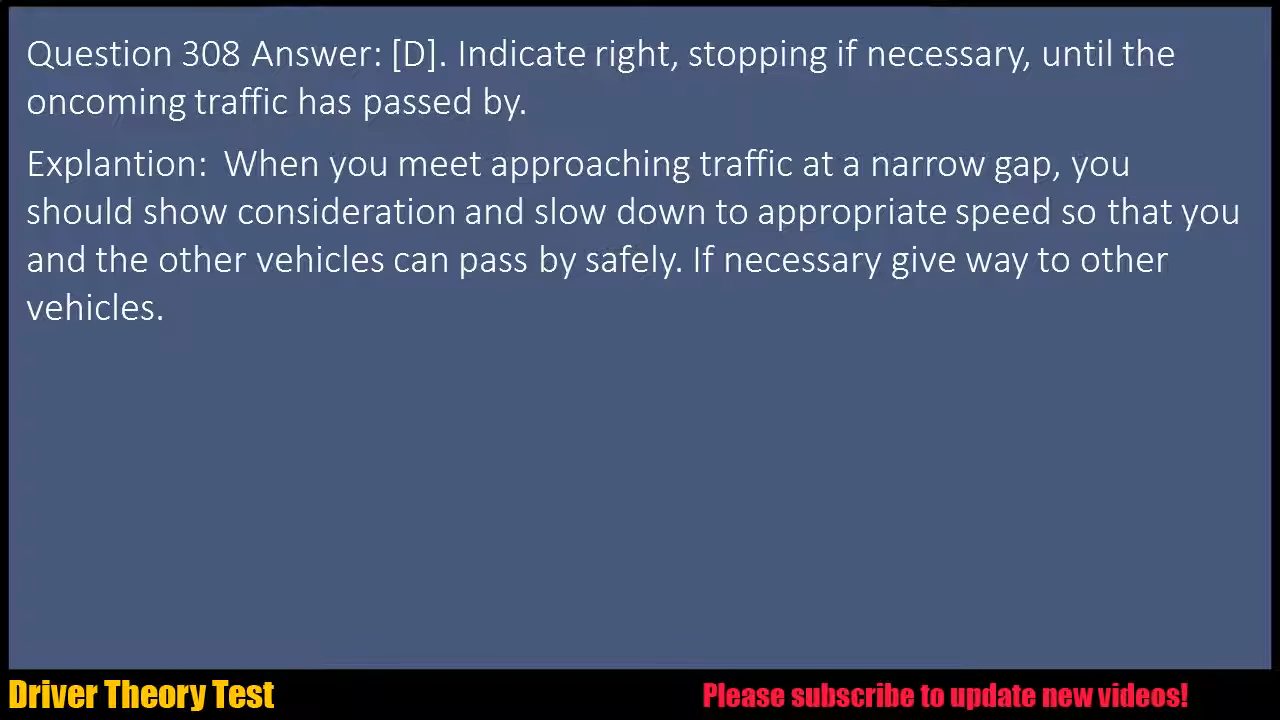 Question 308 Answer: [D]. Indicate right, stopping if necessary, until the
oncoming traffic has passed by.
Explantion:  When you meet approaching traffic at a narrow gap, you
should show consideration and slow down to appropriate speed so that you
and the other vehicles can pass by safely. If necessary give way to other
vehicles.
Driver Theory Test
Please subscribe to update new videos!